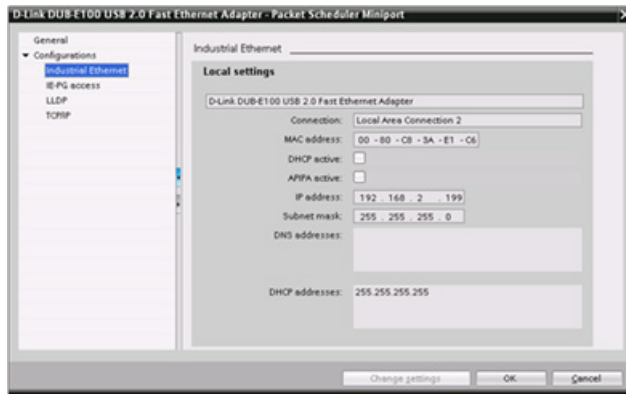 D-Link DUB-E100 USB 2.0 Fast Ethernet Adapter - Packet Scheduler Miniport
General
Configurations
Industrial Ethernet
IE-PG access
LLDP
TCP/IP
Industrial Ethernet
Local settings
D-Link DUB-E100 USB 2.0 Fast Ethernet Adapter
Connection: Local Area Connection 2
MAC address: 00 - 80 - C8 - 3A - E1 - C6
DHCP active:
APIPA active:
IP address: 192 . 168 . 2 . 199
Subnet mask: 255 . 255 . 255 . 0
DNS addresses:
DHCP addresses: 255.255.255.255
Change settings OK Cancel